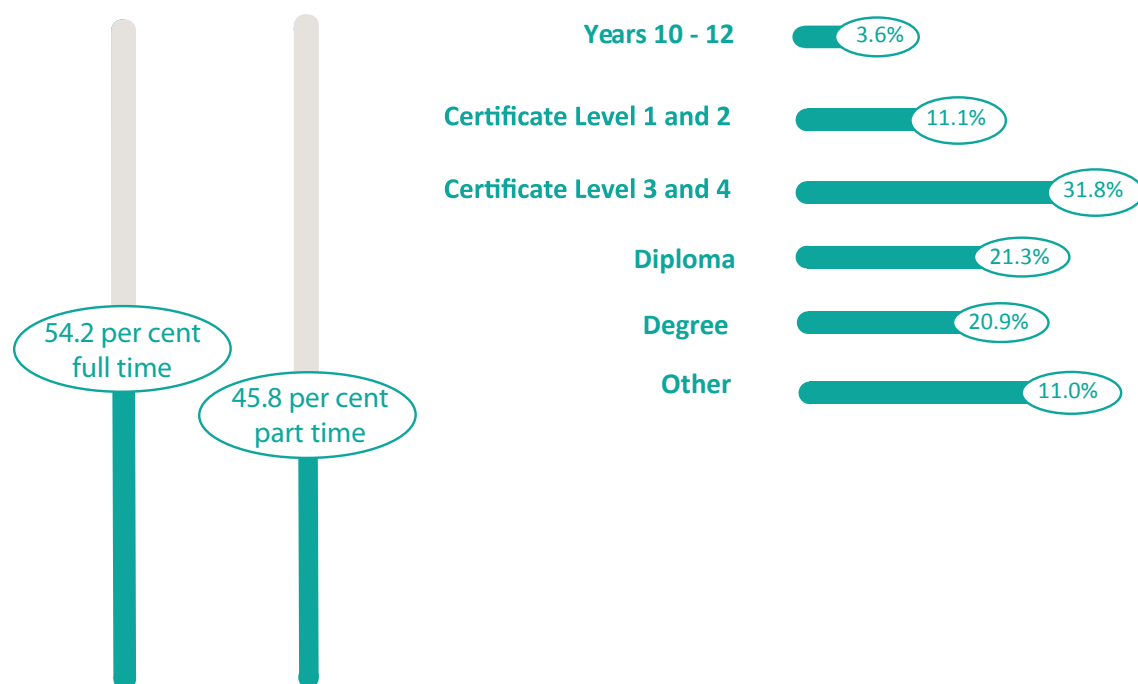 54.2 per cent
full time
45.8 per cent
part time
Years 10 - 12
3.6%
Certificate Level 1 and 2
11.1%
Certificate Level 3 and 4
31.8%
Diploma
21.3%
Degree
20.9%
Other
11.0%